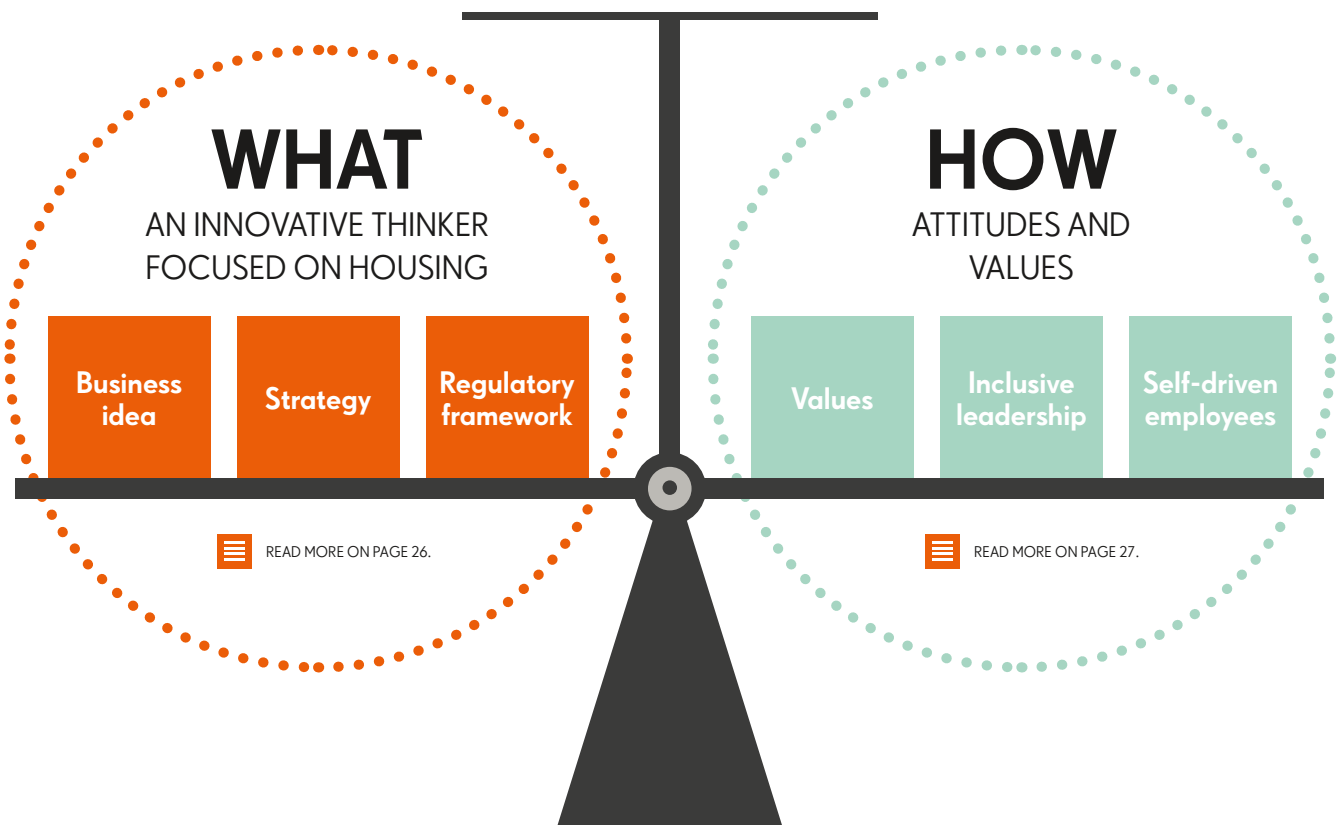 WHAT
AN INNOVATIVE THINKER
FOCUSED ON HOUSING
Business
idea
Strategy
Regulatory
framework
READ MORE ON PAGE 26.
HOW
ATTITUDES AND
VALUES
Values
Inclusive
leadership
Self-driven
employees
READ MORE ON PAGE 27.